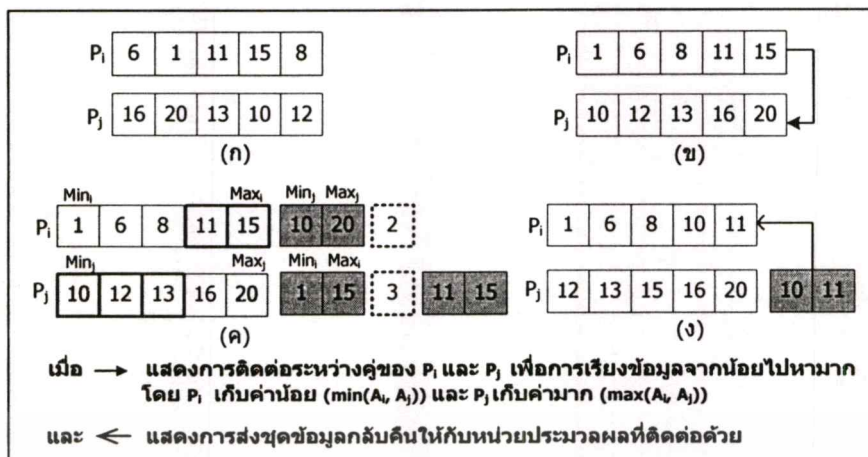 Pi 6 1 11 15 8
Pj 16 20 13 10 12
(ก)
Pi 1 6 8 11 15
Pj 10 12 13 16 20
(ข)
Mini Maxi Minj Maxj
Pi 1 6 8 11 15 10 20 2
Minj Maxj Mini Maxi
Pj 10 12 13 16 20 1 15 3 11 15
(ค)
Pi 1 6 8 10 11
Pj 12 13 15 16 20 10 11
(ง)
เมื่อ → แสดงการติดต่อระหว่างคู่ของ Pi และ Pj เพื่อการเรียงข้อมูลจากน้อยไปหามาก
โดย Pi เก็บค่าน้อย (min(Ai, Aj)) และ Pj เก็บค่ามาก (max(Ai, Aj))
และ ← แสดงการส่งชุดข้อมูลกลับคืนให้กับหน่วยประมวลผลที่ติดต่อด้วย